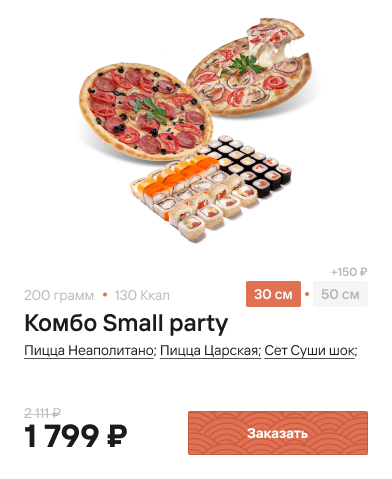 +150 ₽
200 грамм • 130 Ккал
30 см • 50 см
Комбо Small party
Пицца Неаполитано; Пицца Царская; Сет Суши шок;
2 111 ₽
1 799 ₽
Заказать